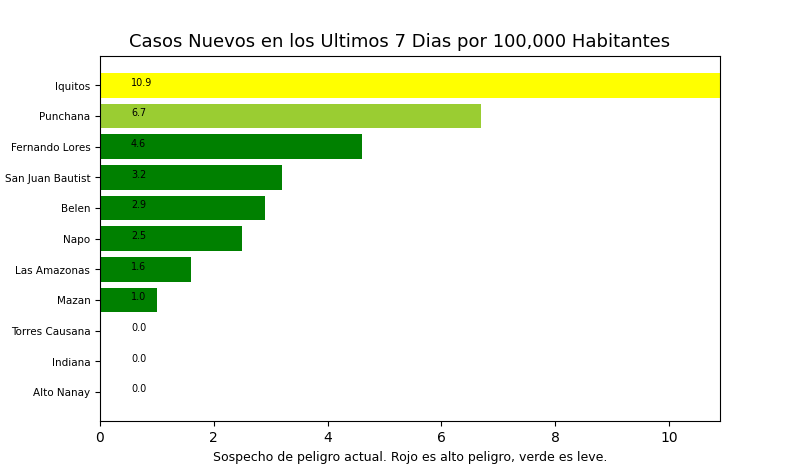 Casos Nuevos en los Ultimos 7 Dias por 100,000 Habitantes
Iquitos 10.9
Punchana 6.7
Fernando Lores 4.6
San Juan Bautist 3.2
Belen 2.9
Napo 2.5
Las Amazonas 1.6
Mazan 1.0
Torres Causana 0.0
Indiana 0.0
Alto Nanay 0.0
0 2 4 6 8 10
Sospecho de peligro actual. Rojo es alto peligro, verde es leve.